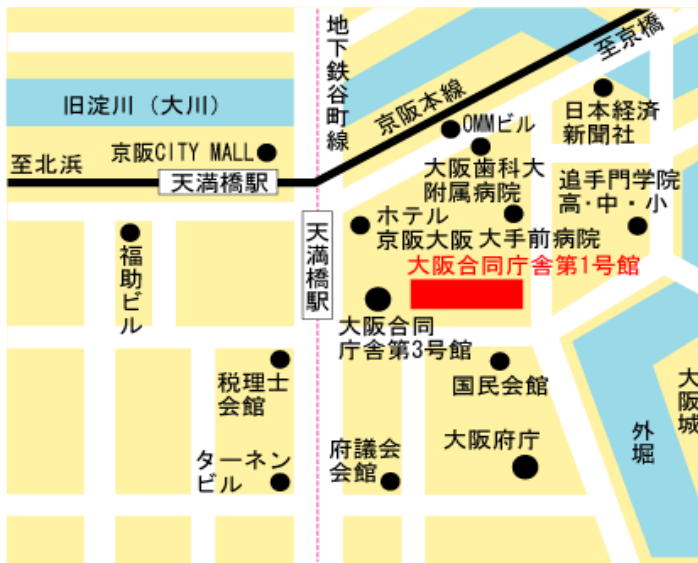 地下鉄谷町線
至京橋
旧淀川（大川）
京阪本線
OMMビル
日本経済
新聞社
至北浜
京阪CITY MALL
天満橋駅
大阪歯科大
附属病院
追手門学院
高・中・小
天満橋駅
ホテル
京阪大阪
大手前病院
福助ビル
大阪合同庁舎第1号館
大阪合同
庁舎第3号館
税理士
会館
国民会館
大阪城
外堀
ターネン
ビル
府議会
会館
大阪府庁